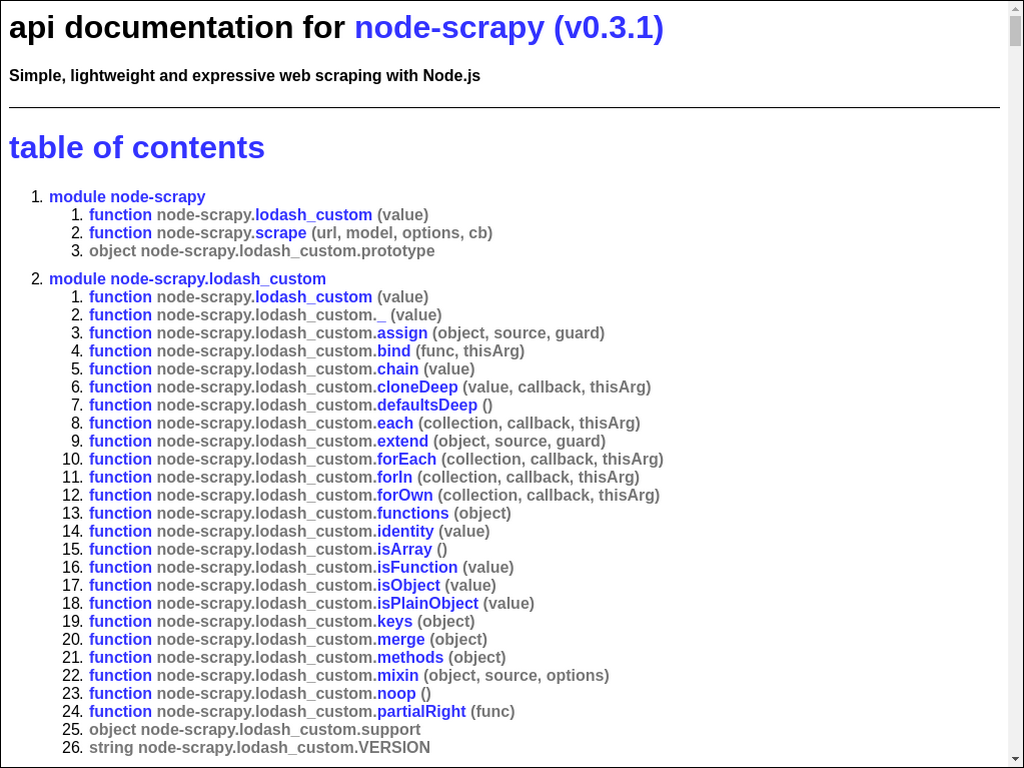 api documentation for node-scrapy (v0.3.1)
Simple, lightweight and expressive web scraping with Node.js
table of contents
1. module node-scrapy
1. function node-scrapy.lodash_custom (value)
2. function node-scrapy.scrape (url, model, options, cb)
3. object node-scrapy.lodash_custom.prototype
2. module node-scrapy.lodash_custom
1. function node-scrapy.lodash_custom (value)
2. function node-scrapy.lodash_custom._ (value)
3. function node-scrapy.lodash_custom.assign (object, source, guard)
4. function node-scrapy.lodash_custom.bind (func, thisArg)
5. function node-scrapy.lodash_custom.chain (value)
6. function node-scrapy.lodash_custom.cloneDeep (value, callback, thisArg)
7. function node-scrapy.lodash_custom.defaultsDeep ()
8. function node-scrapy.lodash_custom.each (collection, callback, thisArg)
9. function node-scrapy.lodash_custom.extend (object, source, guard)
10. function node-scrapy.lodash_custom.forEach (collection, callback, thisArg)
11. function node-scrapy.lodash_custom.forIn (collection, callback, thisArg)
12. function node-scrapy.lodash_custom.forOwn (collection, callback, thisArg)
13. function node-scrapy.lodash_custom.functions (object)
14. function node-scrapy.lodash_custom.identity (value)
15. function node-scrapy.lodash_custom.isArray ()
16. function node-scrapy.lodash_custom.isFunction (value)
17. function node-scrapy.lodash_custom.isObject (value)
18. function node-scrapy.lodash_custom.isPlainObject (value)
19. function node-scrapy.lodash_custom.keys (object)
20. function node-scrapy.lodash_custom.merge (object)
21. function node-scrapy.lodash_custom.methods (object)
22. function node-scrapy.lodash_custom.mixin (object, source, options)
23. function node-scrapy.lodash_custom.noop ()
24. function node-scrapy.lodash_custom.partialRight (func)
25. object node-scrapy.lodash_custom.support
26. string node-scrapy.lodash_custom.VERSION